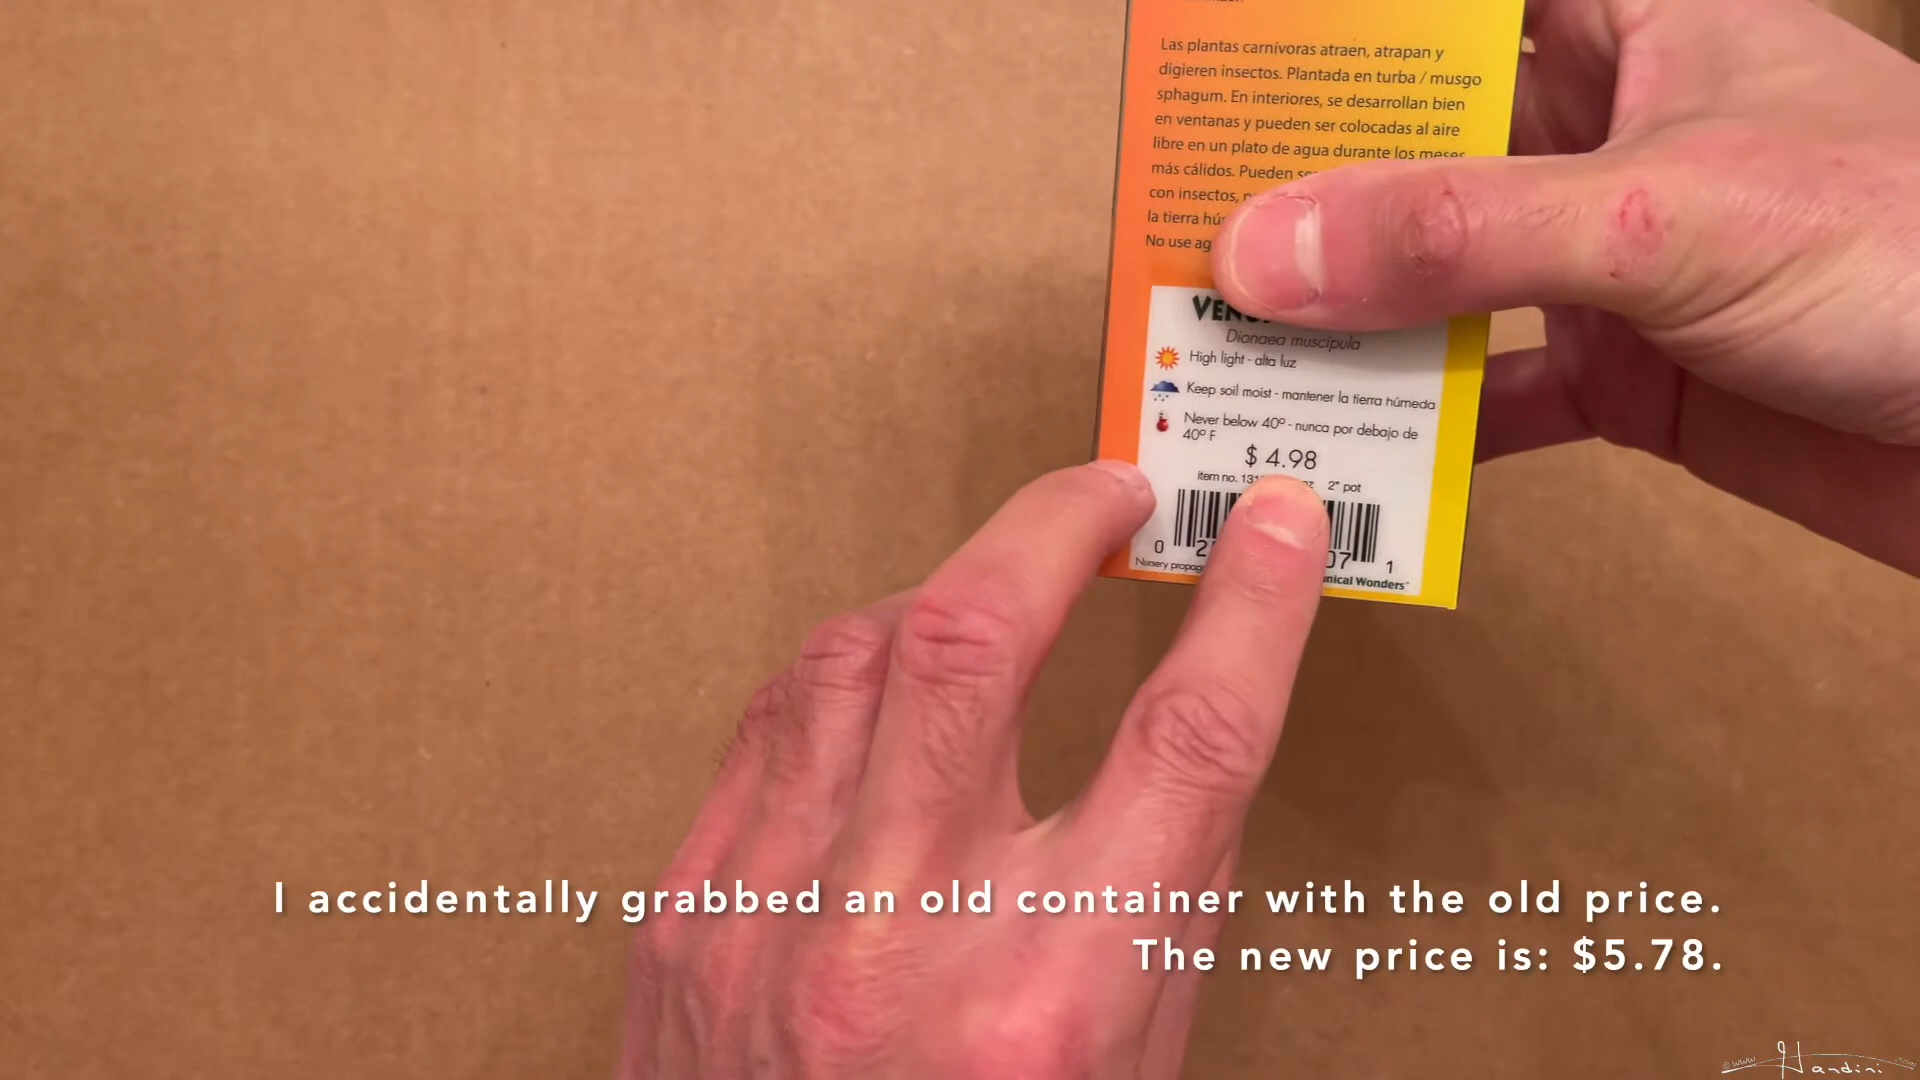 Las plantas carnívoras atraen, atrapan y
digieren insectos. Plantada en turba / musgo
sphagum. En interiores, se desarrollan bien
en ventanas y pueden ser colocadas al aire
libre en un plato de agua durante los meses
más cálidos. Pueden
con insectos,
la tierra
No use
Dionaea muscipula
High light - alta luz
Keep soil moist - mantener la tierra húmeda
Never below 40º - nunca por debajo de
40º F
$ 4.98
Item no. 2" pot
0 1
Nursery
Wonders
I accidentally grabbed an old container with the old price.
The new price is: $5.78.
Handini